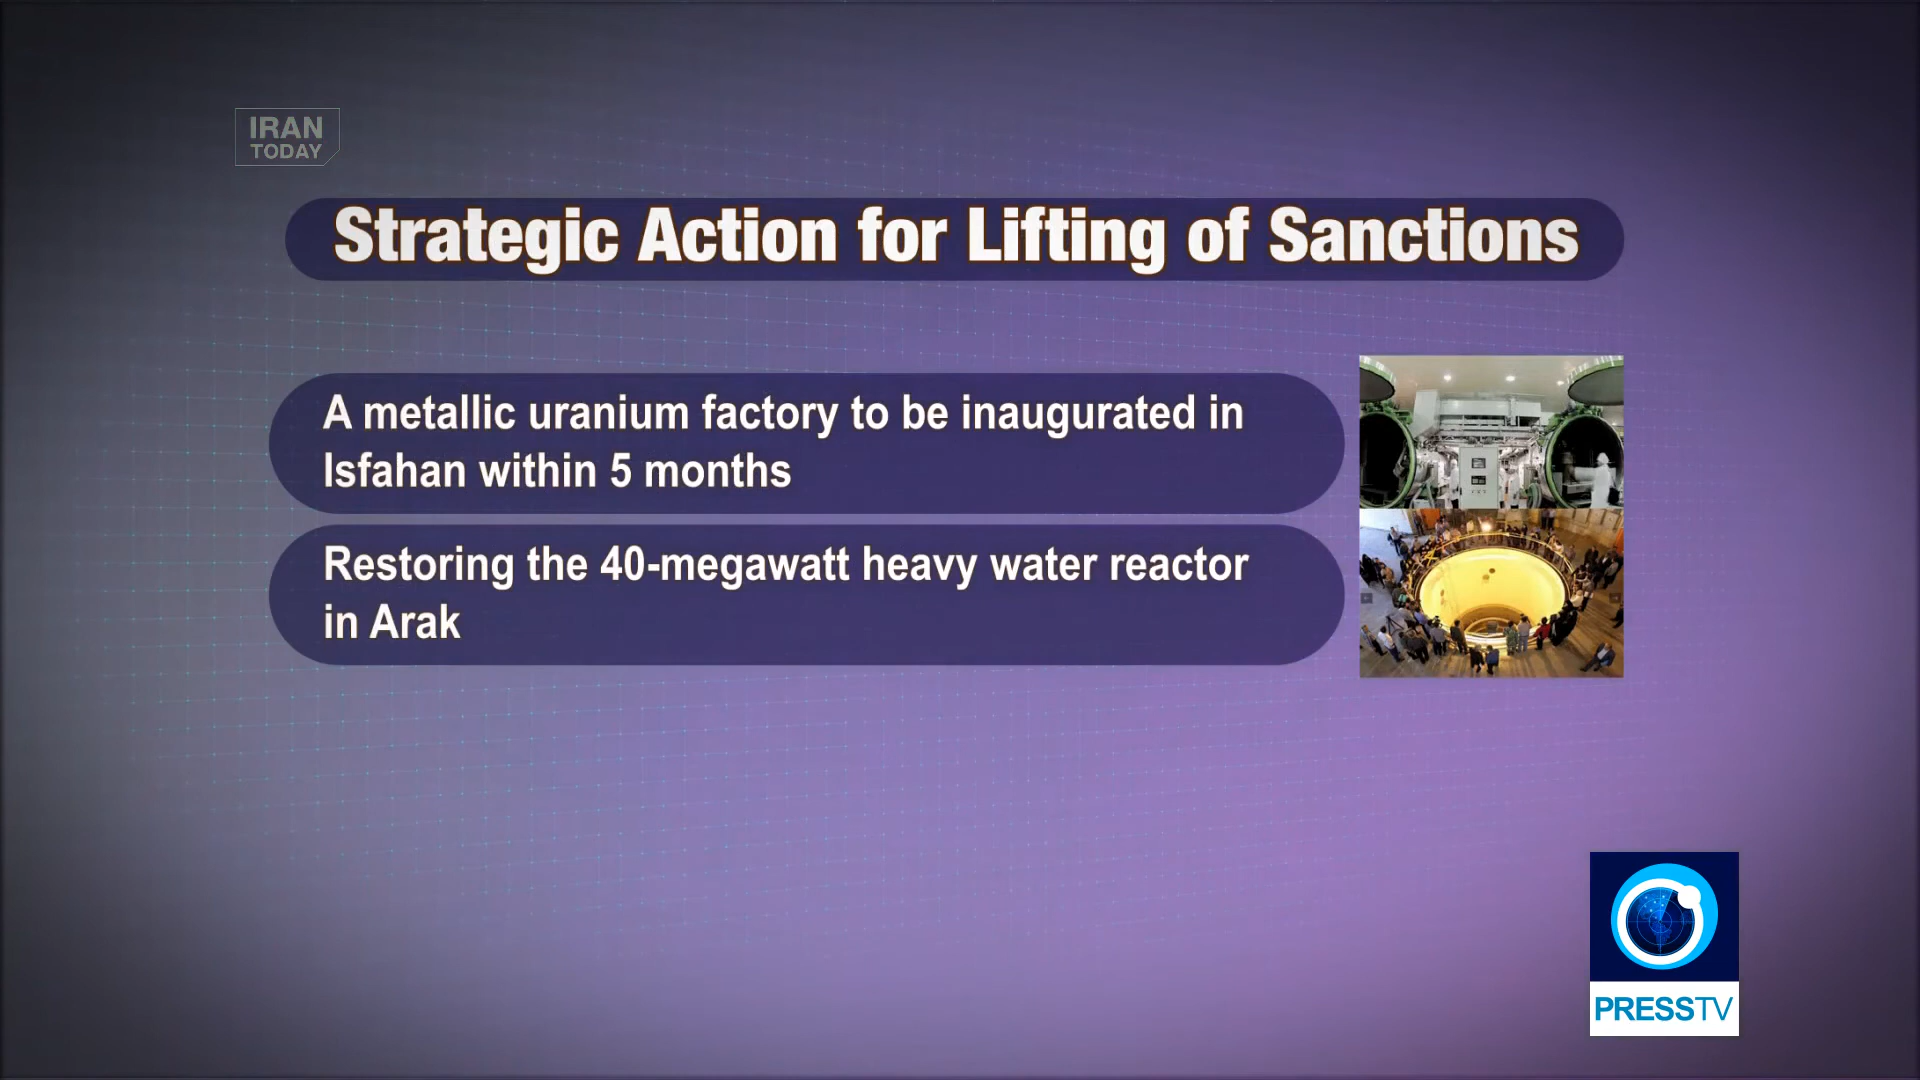 IRAN
TODAY
Strategic Action for Lifting of Sanctions
A metallic uranium factory to be inaugurated in
Isfahan within 5 months
Restoring the 40-megawatt heavy water reactor
in Arak
PRESSTV